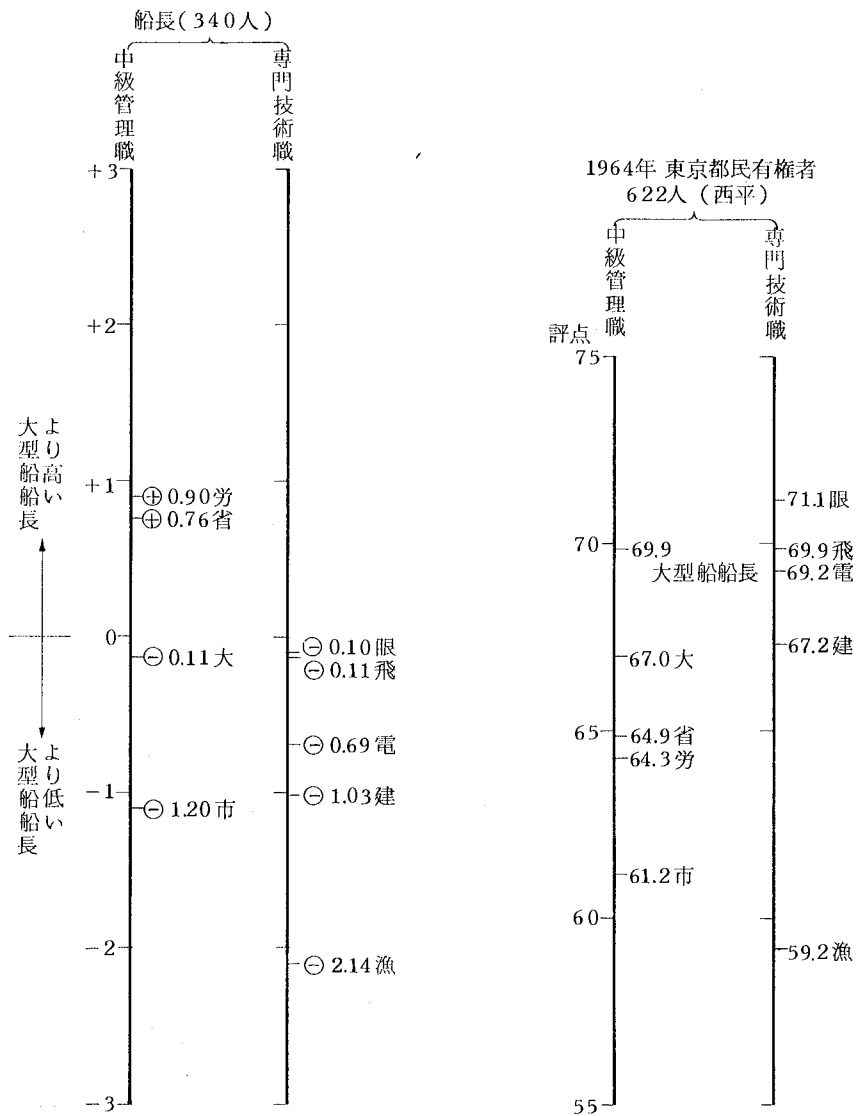 船長(340人)
中級管理職
専門技術職
+3
+2
+1
0
−1
−2
−3
より高い
大型船船長
より低い
大型船船長
⊕ 0.90労
⊕ 0.76省
⊖ 0.11大
⊖ 1.20市
⊖ 0.10眼
⊖ 0.11飛
⊖ 0.69電
⊖ 1.03建
⊖ 2.14漁
1964年 東京都民有権者
622人(西平)
中級管理職
専門技術職
評点
75
70
65
60
55
69.9
大型船船長
67.0大
64.9省
64.3労
61.2市
71.1眼
69.9飛
69.2電
67.2建
59.2漁